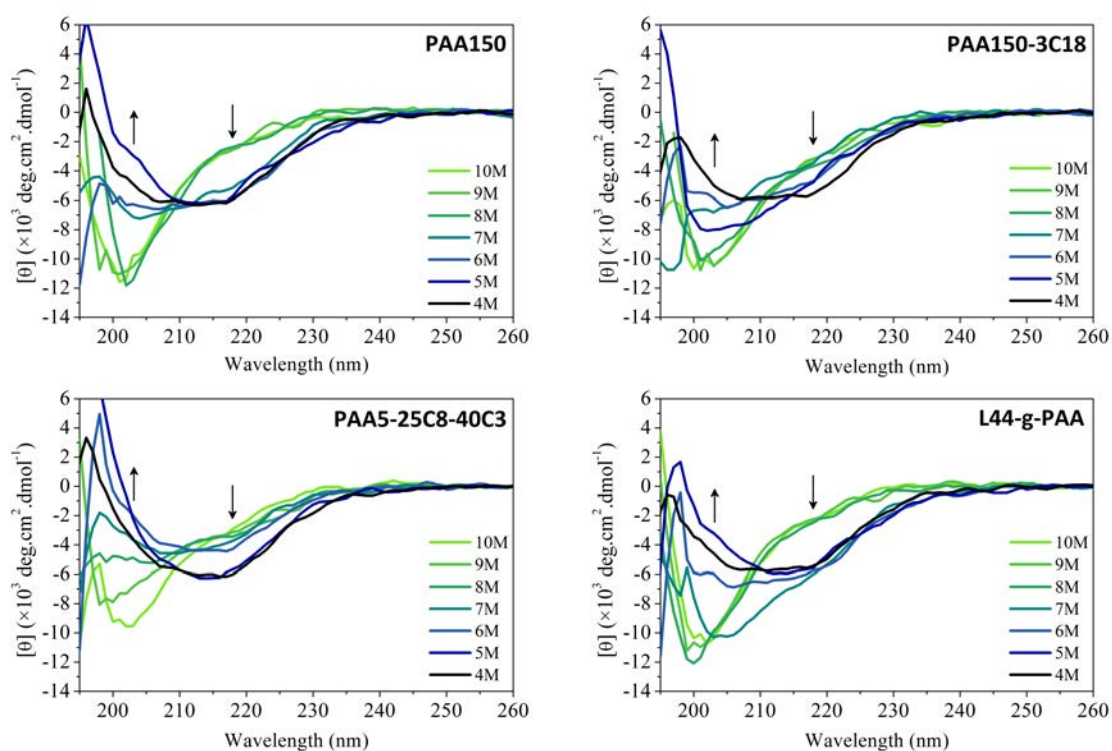 PAA150
[θ] (×10³ deg.cm².dmol⁻¹)
6
4
2
0
-2
-4
-6
-8
-10
-12
-14
10M
9M
8M
7M
6M
5M
4M
200 210 220 230 240 250 260
Wavelength (nm)
PAA150-3C18
[θ] (×10³ deg.cm².dmol⁻¹)
6
4
2
0
-2
-4
-6
-8
-10
-12
-14
10M
9M
8M
7M
6M
5M
4M
200 210 220 230 240 250 260
Wavelength (nm)
PAA5-25C8-40C3
[θ] (×10³ deg.cm².dmol⁻¹)
6
4
2
0
-2
-4
-6
-8
-10
-12
-14
10M
9M
8M
7M
6M
5M
4M
200 210 220 230 240 250 260
Wavelength (nm)
L44-g-PAA
[θ] (×10³ deg.cm².dmol⁻¹)
6
4
2
0
-2
-4
-6
-8
-10
-12
-14
10M
9M
8M
7M
6M
5M
4M
200 210 220 230 240 250 260
Wavelength (nm)